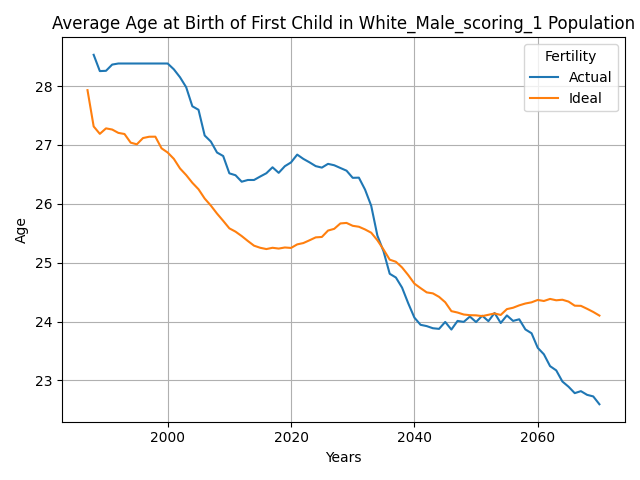 Average Age at Birth of First Child in White_Male_scoring_1 Population
Fertility
Actual
Ideal
Age
28
27
26
25
24
23
2000
2020
2040
2060
Years